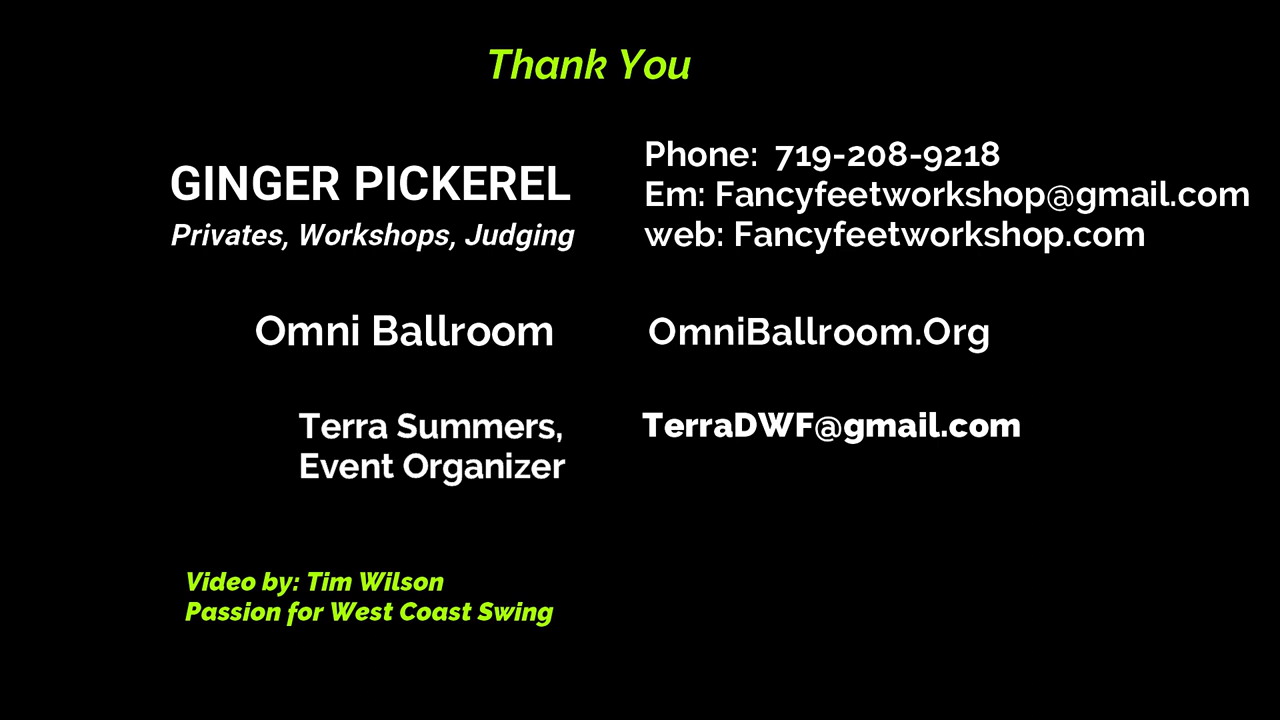 Thank You
GINGER PICKEREL
Privates, Workshops, Judging
Phone: 719-208-9218
Em: Fancyfeetworkshop@gmail.com
web: Fancyfeetworkshop.com
Omni Ballroom
OmniBallroom.Org
Terra Summers,
Event Organizer
TerraDWF@gmail.com
Video by: Tim Wilson
Passion for West Coast Swing